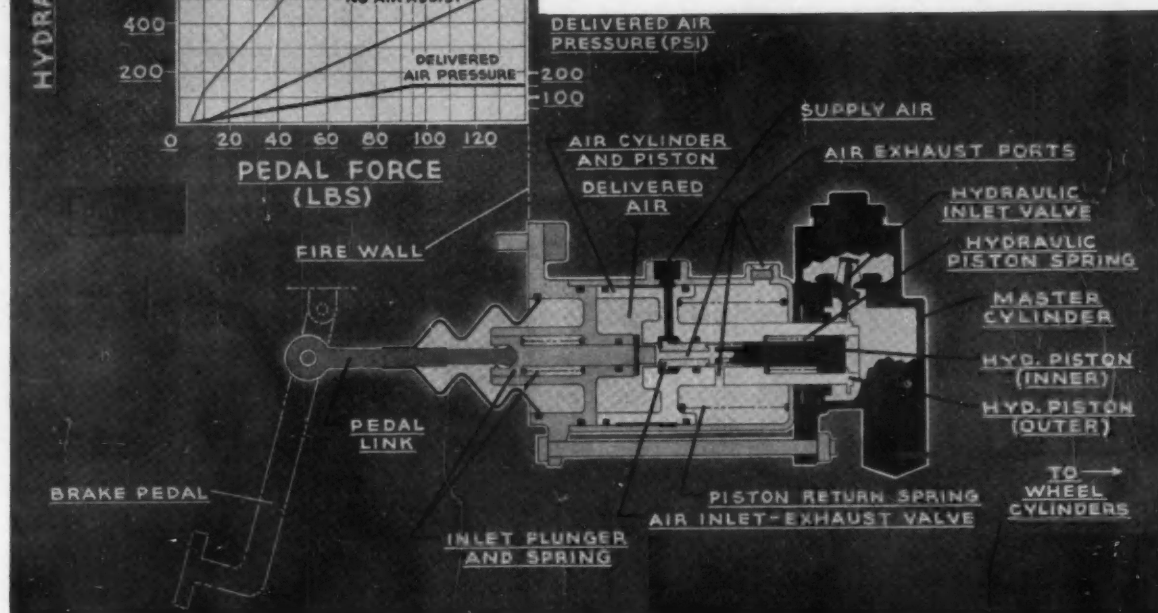 HYDRA
NO AIR ASSIST
400
200
DELIVERED
AIR PRESSURE
0 20 40 60 80 100 120
PEDAL FORCE
(LBS)
DELIVERED AIR
PRESSURE (PSI)
200
100
SUPPLY AIR
AIR CYLINDER
AND PISTON
AIR EXHAUST PORTS
DELIVERED
AIR
HYDRAULIC
INLET VALVE
FIRE WALL
HYDRAULIC
PISTON SPRING
MASTER
CYLINDER
HYD. PISTON
(INNER)
HYD. PISTON
(OUTER)
PEDAL
LINK
BRAKE PEDAL
TO
WHEEL
CYLINDERS
PISTON RETURN SPRING
AIR INLET-EXHAUST VALVE
INLET PLUNGER
AND SPRING